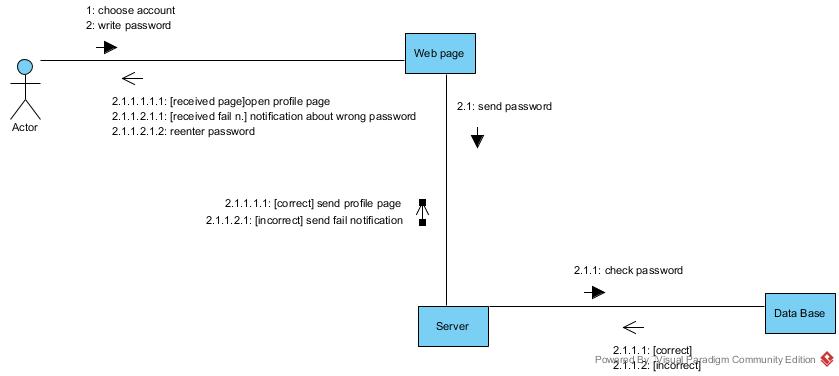 1: choose account
2: write password
Web page
Actor
2.1.1.1.1.1: [received page]open profile page
2.1.1.2.1.1: [received fail n.] notification about wrong password
2.1.1.2.1.2: reenter password
2.1: send password
2.1.1.1.1: [correct] send profile page
2.1.1.2.1: [incorrect] send fail notification
2.1.1: check password
Server
Data Base
2.1.1.1: [correct]
Powered By Visual Paradigm Community Edition
2.1.1.2: [incorrect]